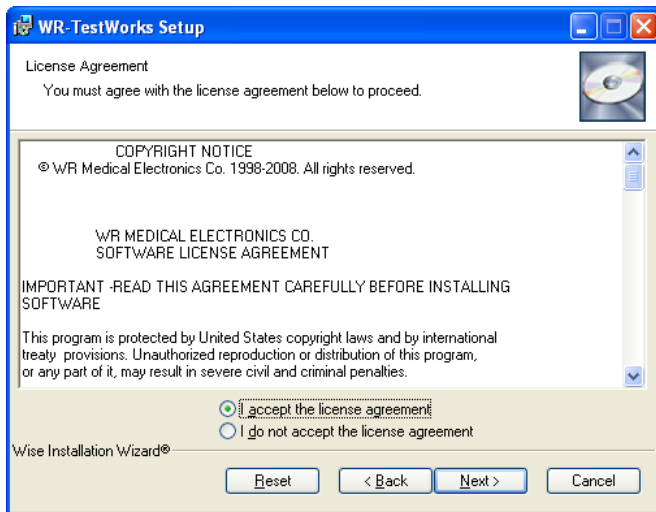 WR-TestWorks Setup
License Agreement
You must agree with the license agreement below to proceed.
COPYRIGHT NOTICE
© WR Medical Electronics Co. 1998-2008. All rights reserved.
WR MEDICAL ELECTRONICS CO.
SOFTWARE LICENSE AGREEMENT
IMPORTANT -READ THIS AGREEMENT CAREFULLY BEFORE INSTALLING
SOFTWARE
This program is protected by United States copyright laws and by international
treaty provisions. Unauthorized reproduction or distribution of this program,
or any part of it, may result in severe civil and criminal penalties.
I accept the license agreement
I do not accept the license agreement
Wise Installation Wizard®
Reset
< Back
Next >
Cancel